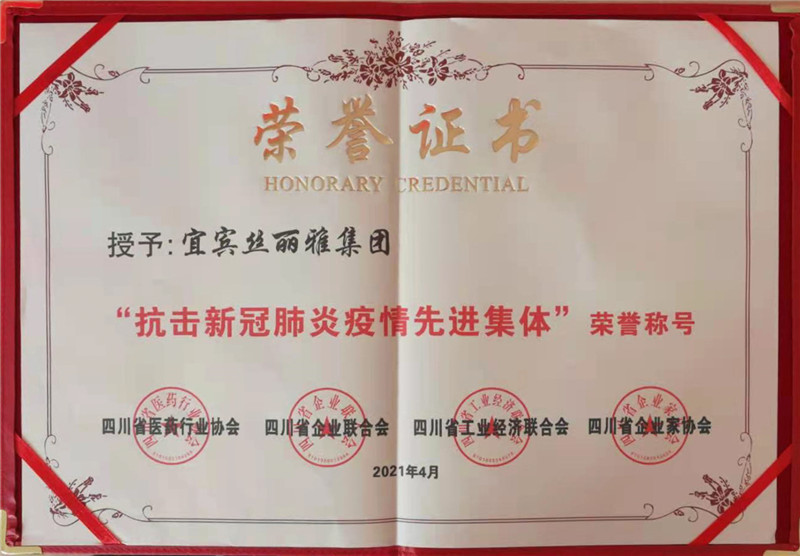 荣誉证书
HONORARY CREDENTIAL
授予:宜宾丝丽雅集团
“抗击新冠肺炎疫情先进集体”荣誉称号
四川省医药行业协会 四川省企业联合会 四川省工业经济联合会 四川省企业家协会
2021年4月